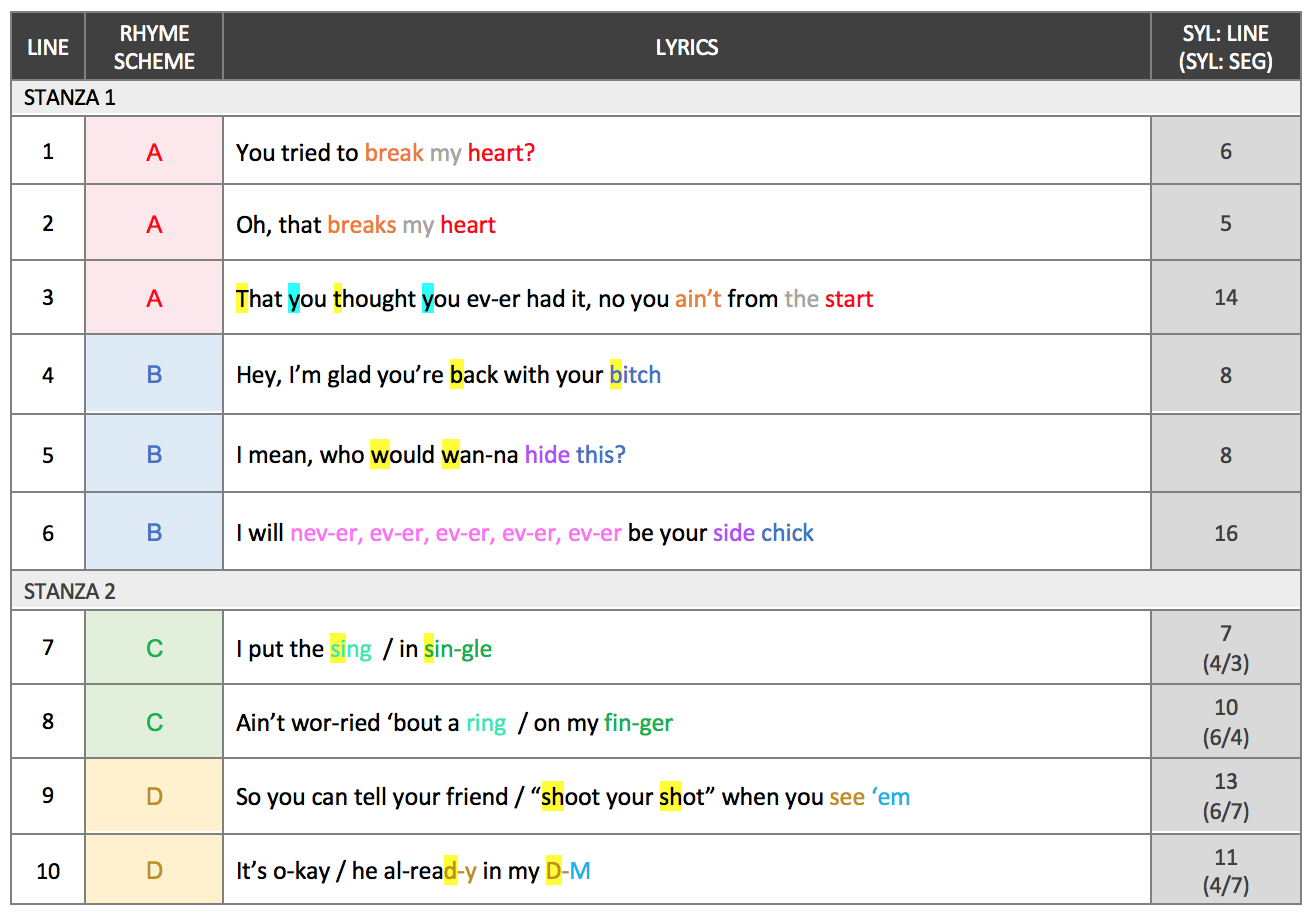 LINE RHYME SCHEME LYRICS SYL: LINE (SYL: SEG)
STANZA 1
1 A You tried to break my heart? 6
2 A Oh, that breaks my heart 5
3 A That you thought you ev-er had it, no you ain’t from the start 14
4 B Hey, I’m glad you’re back with your bitch 8
5 B I mean, who would wan-na hide this? 8
6 B I will nev-er, ev-er, ev-er, ev-er, ev-er be your side chick 16
STANZA 2
7 C I put the sing / in sin-gle 7 (4/3)
8 C Ain’t wor-ried ‘bout a ring / on my fin-ger 10 (6/4)
9 D So you can tell your friend / “shoot your shot” when you see ‘em 13 (6/7)
10 D It’s o-kay / he al-read-y in my D-M 11 (4/7)